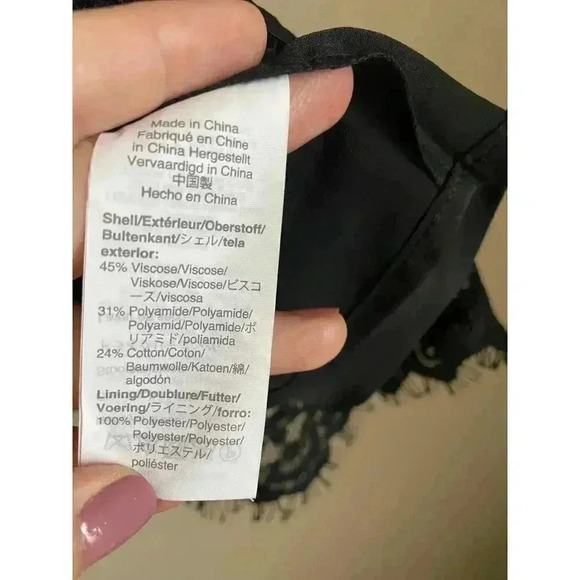 Made in China
Fabriqué en Chine
in China Hergestellt
Vervaardigd in China
中国製
Hecho en China
Shell/Extérieur/Oberstoff/
Buitenkant/シェル/tela
exterior:
45% Viscose/Viscose/
Viskose/Viscose/ビスコ
ース/viscosa
31% Polyamide/Polyamide/
Polyamid/Polyamide/ポ
リアミド/poliamida
24% Cotton/Coton/
Baumwolle/Katoen/綿/
algodón
Lining/Doublure/Futter/
Voering/ライニング/forro:
100% Polyester/Polyester/
Polyester/Polyester/
ポリエステル/
poliéster